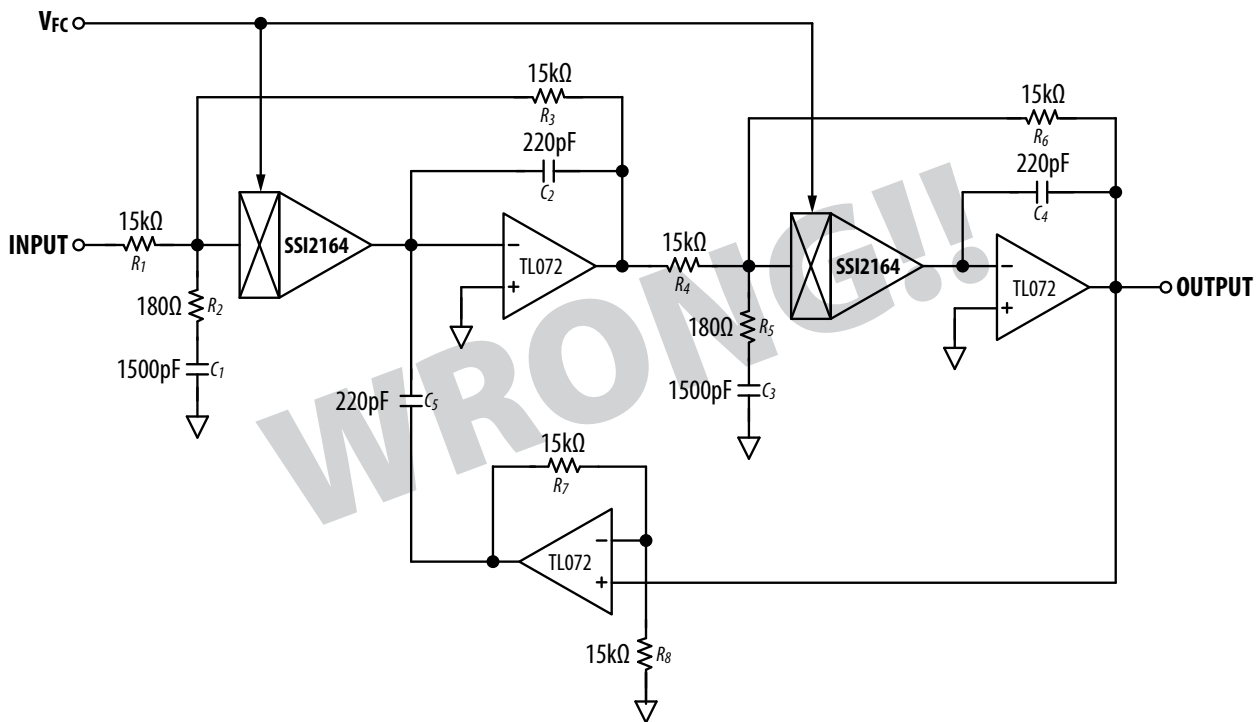 VFC
15kΩ
R3
220pF
C2
15kΩ
R6
220pF
C4
INPUT
15kΩ
R1
SSI2164
TL072
15kΩ
R4
SSI2164
TL072
OUTPUT
180Ω
R2
1500pF
C1
180Ω
R5
1500pF
C3
220pF
C5
WRONG!!
15kΩ
R7
TL072
15kΩ
R8
− + − + − +